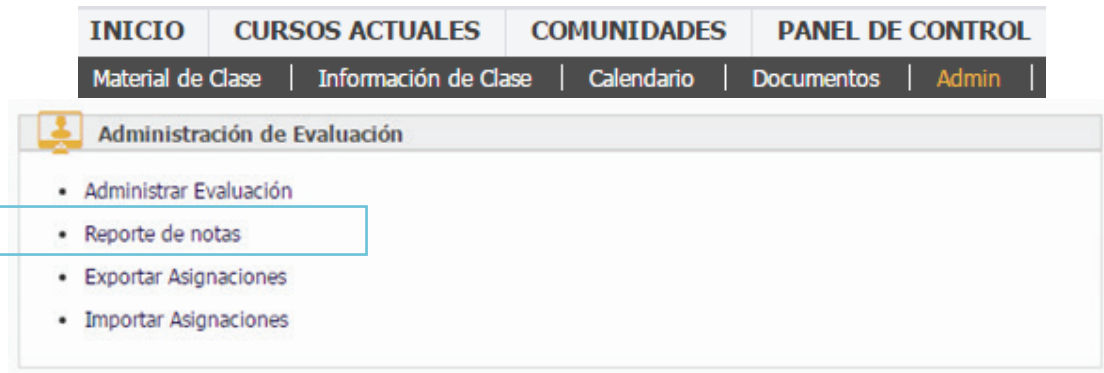 INICIO CURSOS ACTUALES COMUNIDADES PANEL DE CONTROL
Material de Clase | Información de Clase | Calendario | Documentos | Admin |
Administración de Evaluación
• Administrar Evaluación
• Reporte de notas
• Exportar Asignaciones
• Importar Asignaciones